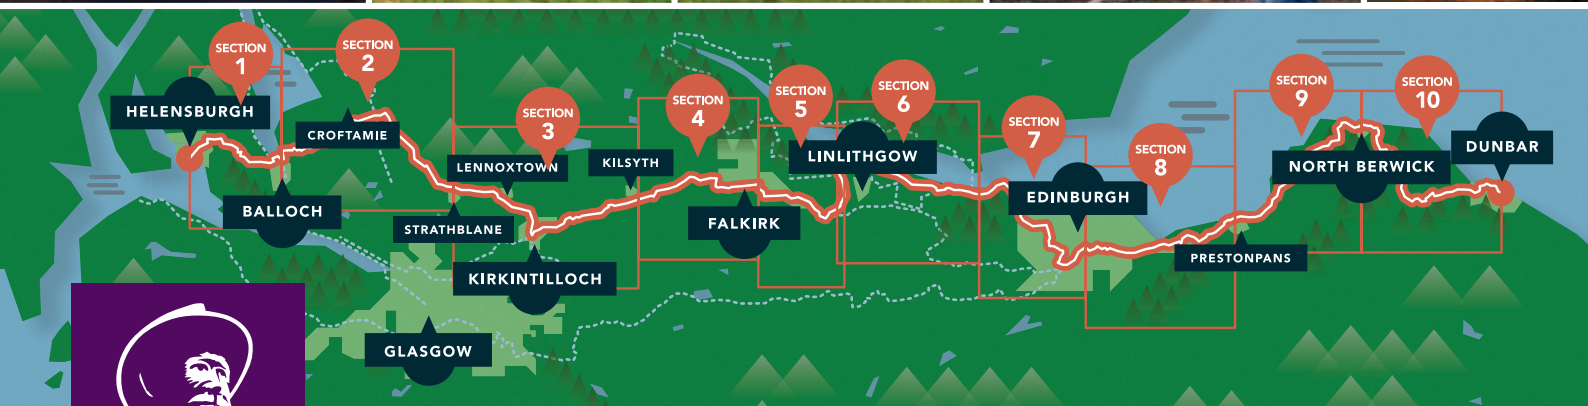 SECTION
1
SECTION
2
SECTION
3
SECTION
4
SECTION
5
SECTION
6
SECTION
7
SECTION
8
SECTION
9
SECTION
10
HELENSBURGH
BALLOCH
CROFTAMIE
STRATHBLANE
LENNOXTOWN
KIRKINTILLOCH
GLASGOW
KILSYTH
FALKIRK
LINLITHGOW
EDINBURGH
PRESTONPANS
NORTH BERWICK
DUNBAR